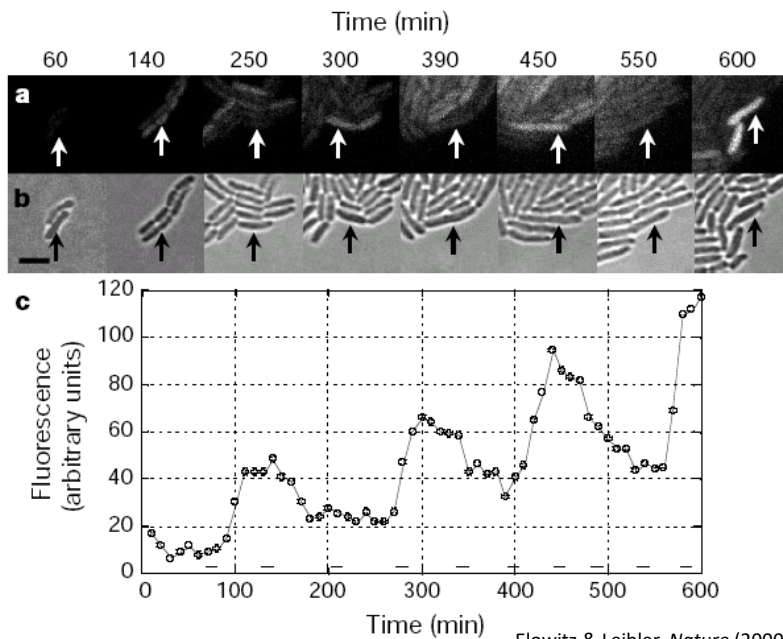 Time (min)
60 140 250 300 390 450 550 600
a
b
c
120
100
80
60
40
20
0
Fluorescence
(arbitrary units)
0 100 200 300 400 500 600
Time (min)
Elowitz & Leibler, Nature (2000